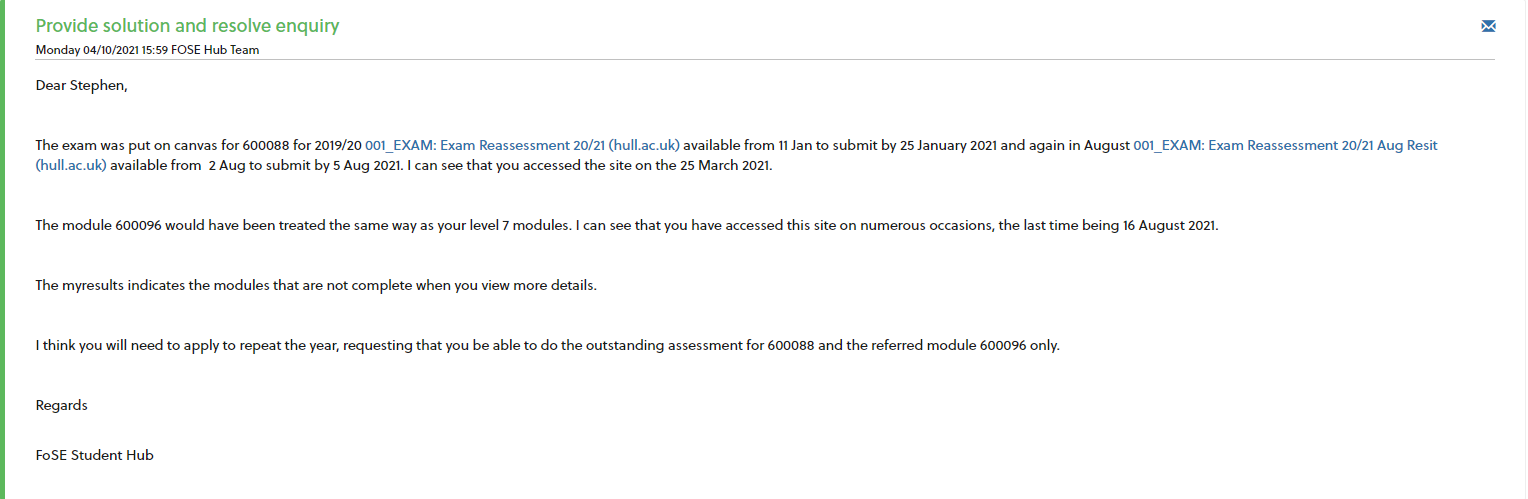 Provide solution and resolve enquiry
Monday 04/10/2021 15:59 FOSE Hub Team
Dear Stephen,
The exam was put on canvas for 600088 for 2019/20 001_EXAM: Exam Reassessment 20/21 (hull.ac.uk) available from 11 Jan to submit by 25 January 2021 and again in August 001_EXAM: Exam Reassessment 20/21 Aug Resit
(hull.ac.uk) available from 2 Aug to submit by 5 Aug 2021. I can see that you accessed the site on the 25 March 2021.
The module 600096 would have been treated the same way as your level 7 modules. I can see that you have accessed this site on numerous occasions, the last time being 16 August 2021.
The myresults indicates the modules that are not complete when you view more details.
I think you will need to apply to repeat the year, requesting that you be able to do the outstanding assessment for 600088 and the referred module 600096 only.
Regards
FoSE Student Hub